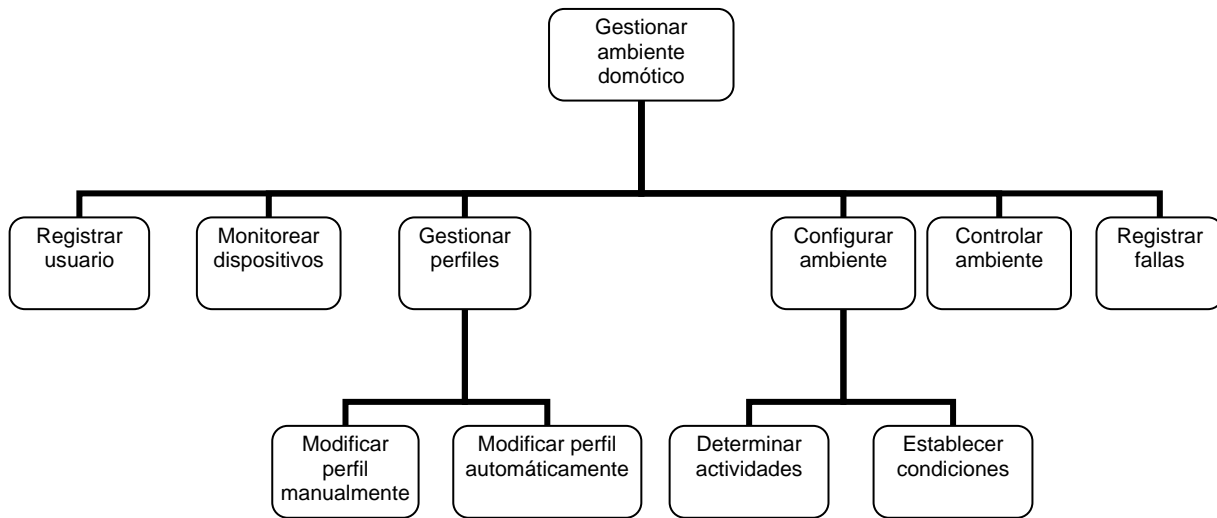 Gestionar
ambiente
domótico
Registrar
usuario
Monitorear
dispositivos
Gestionar
perfiles
Configurar
ambiente
Controlar
ambiente
Registrar
fallas
Modificar
perfil
manualmente
Modificar perfil
automáticamente
Determinar
actividades
Establecer
condiciones